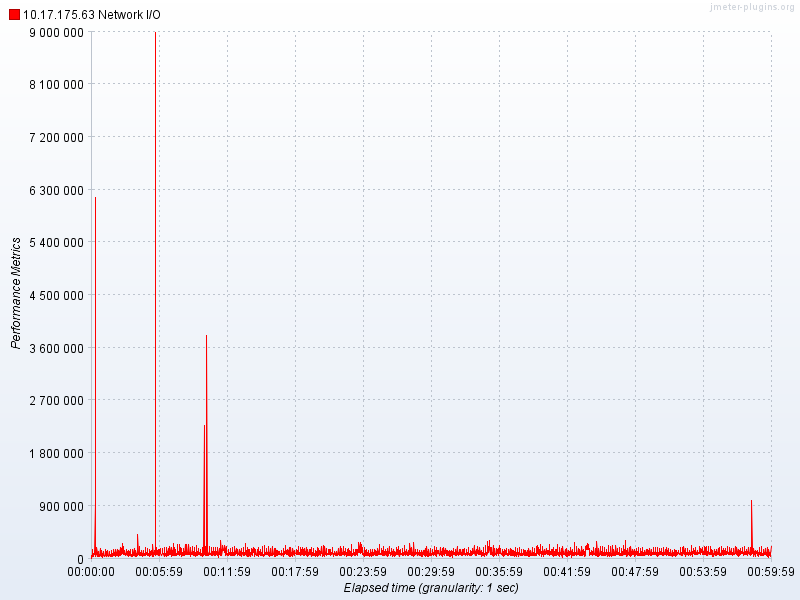 jmeter-plugins.org
10.17.175.63 Network I/O
9 000 000
8 100 000
7 200 000
6 300 000
5 400 000
4 500 000
3 600 000
2 700 000
1 800 000
900 000
0
Performance Metrics
00:00:00 00:05:59 00:11:59 00:17:59 00:23:59 00:29:59 00:35:59 00:41:59 00:47:59 00:53:59 00:59:59
Elapsed time (granularity: 1 sec)